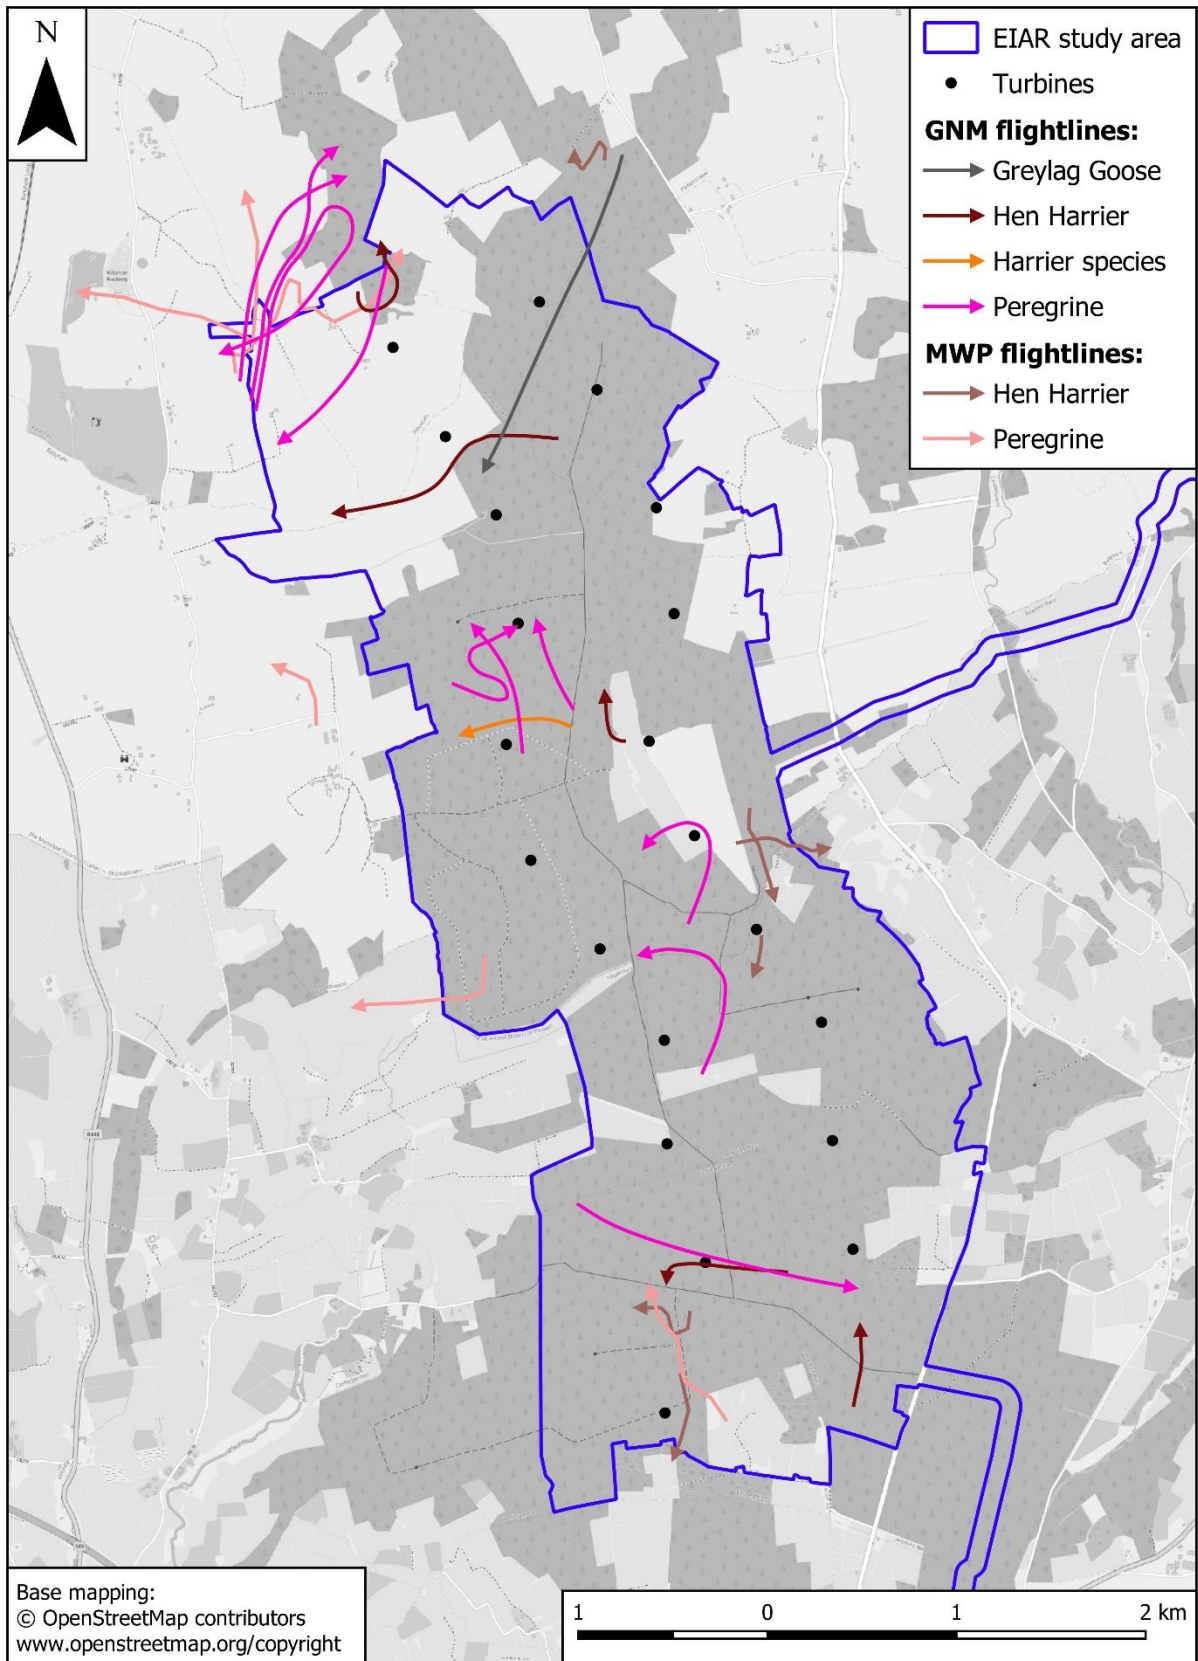 N
EIAR study area
Turbines
GNM flightlines:
Greylag Goose
Hen Harrier
Harrier species
Peregrine
MWP flightlines:
Hen Harrier
Peregrine
Base mapping:
© OpenStreetMap contributors
www.openstreetmap.org/copyright
1 0 1 2 km